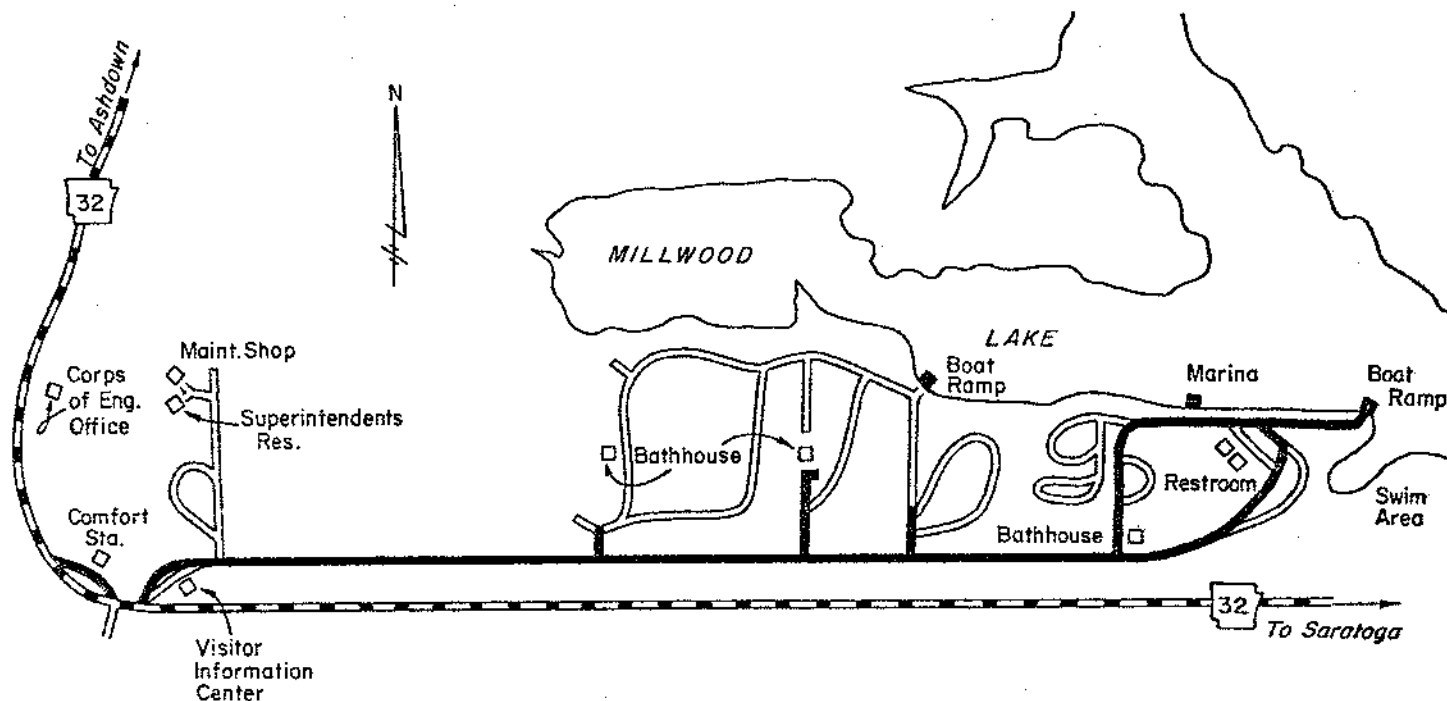 To Ashdown
32
N
MILLWOOD
LAKE
Maint. Shop
Corps
of Eng.
Office
Superintendents
Res.
Boat
Ramp
Marina
Boat
Ramp
Bathhouse
Restroom
Swim
Area
Comfort
Sta.
Bathhouse
32
To Saratoga
Visitor
Information
Center